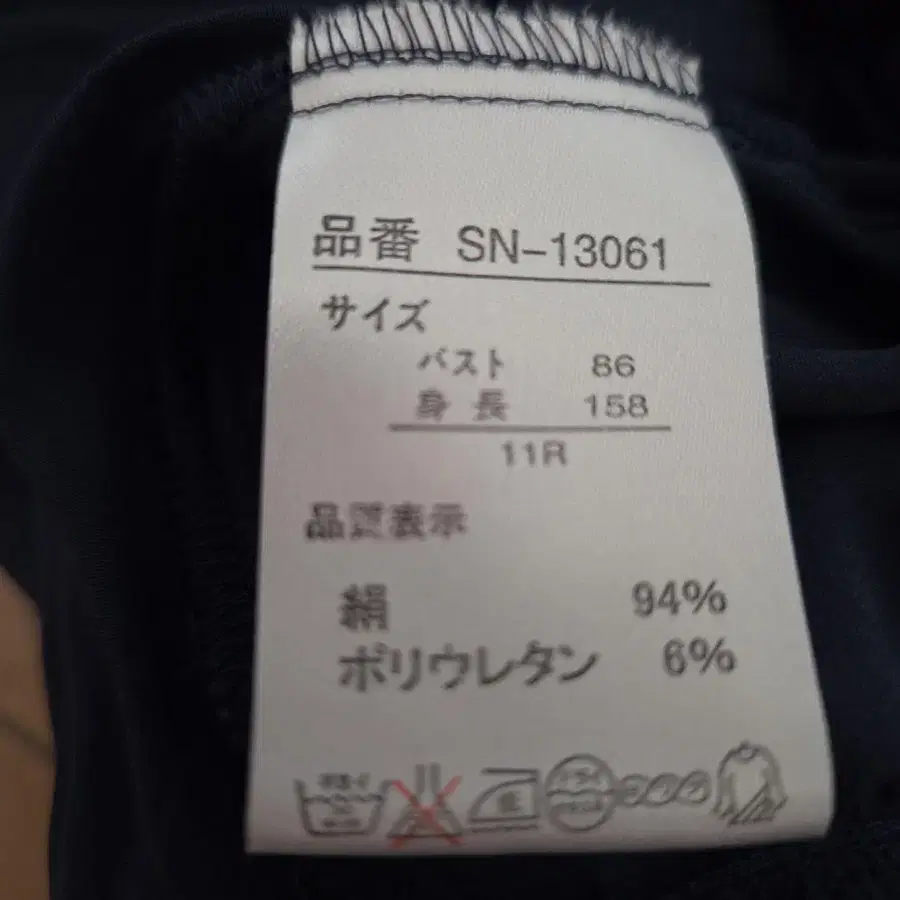 品番 SN-13061
サイズ
バスト 86
身長 158
11R
品質表示
絹 94%
ポリウレタン 6%